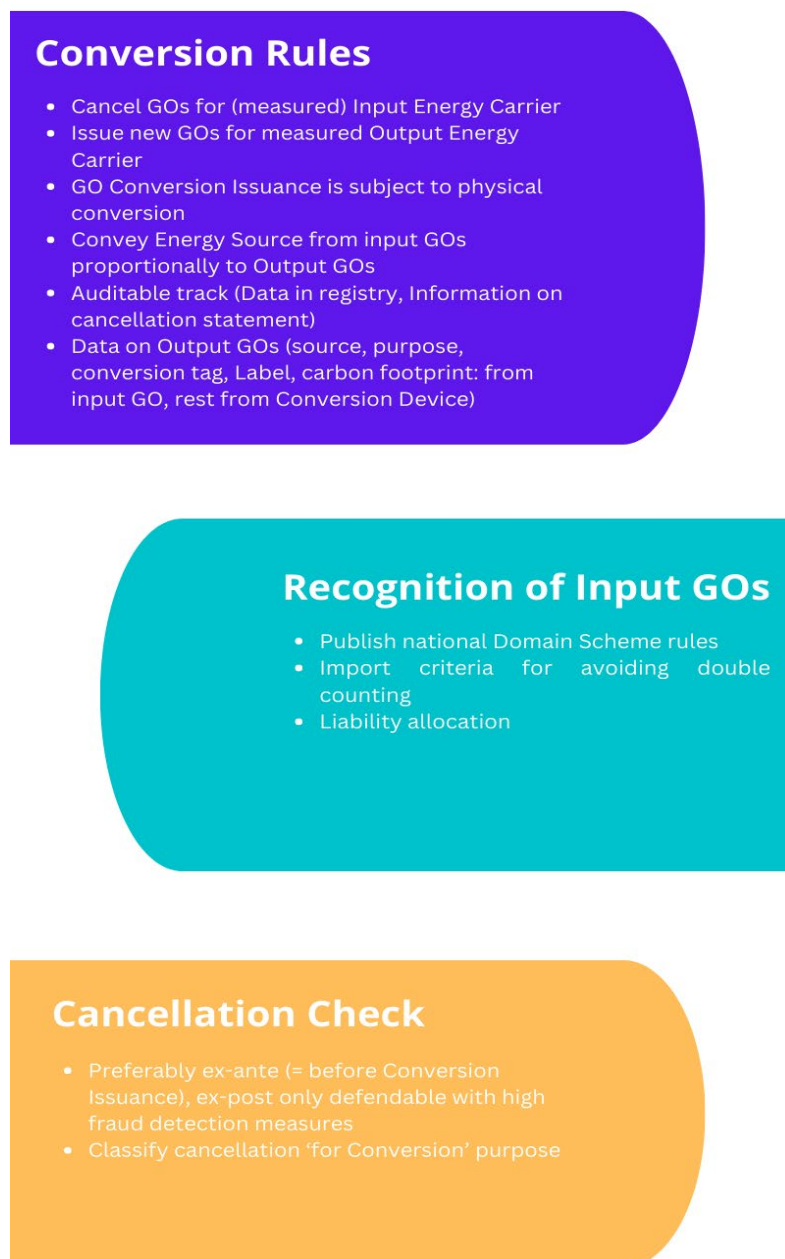 Conversion Rules
• Cancel GOs for (measured) Input Energy Carrier
• Issue new GOs for measured Output Energy
Carrier
• GO Conversion Issuance is subject to physical
conversion
• Convey Energy Source from input GOs
proportionally to Output GOs
• Auditable track (Data in registry, Information on
cancellation statement)
• Data on Output GOs (source, purpose,
conversion tag, Label, carbon footprint: from
input GO, rest from Conversion Device)
Recognition of Input GOs
• Publish national Domain Scheme rules
• Import criteria for avoiding double
counting
• Liability allocation
Cancellation Check
• Preferably ex-ante (= before Conversion
Issuance), ex-post only defendable with high
fraud detection measures
• Classify cancellation ‘for Conversion’ purpose